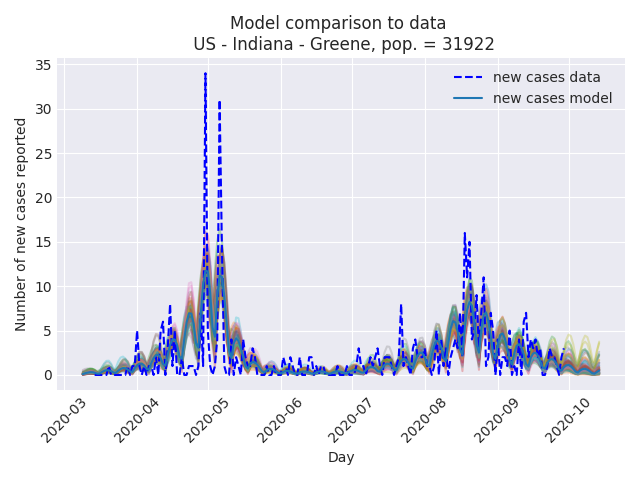 Model comparison to data
US - Indiana - Greene, pop. = 31922
new cases data
new cases model
Number of new cases reported
35
30
25
20
15
10
5
0
2020-03
2020-04
2020-05
2020-06
2020-07
2020-08
2020-09
2020-10
Day